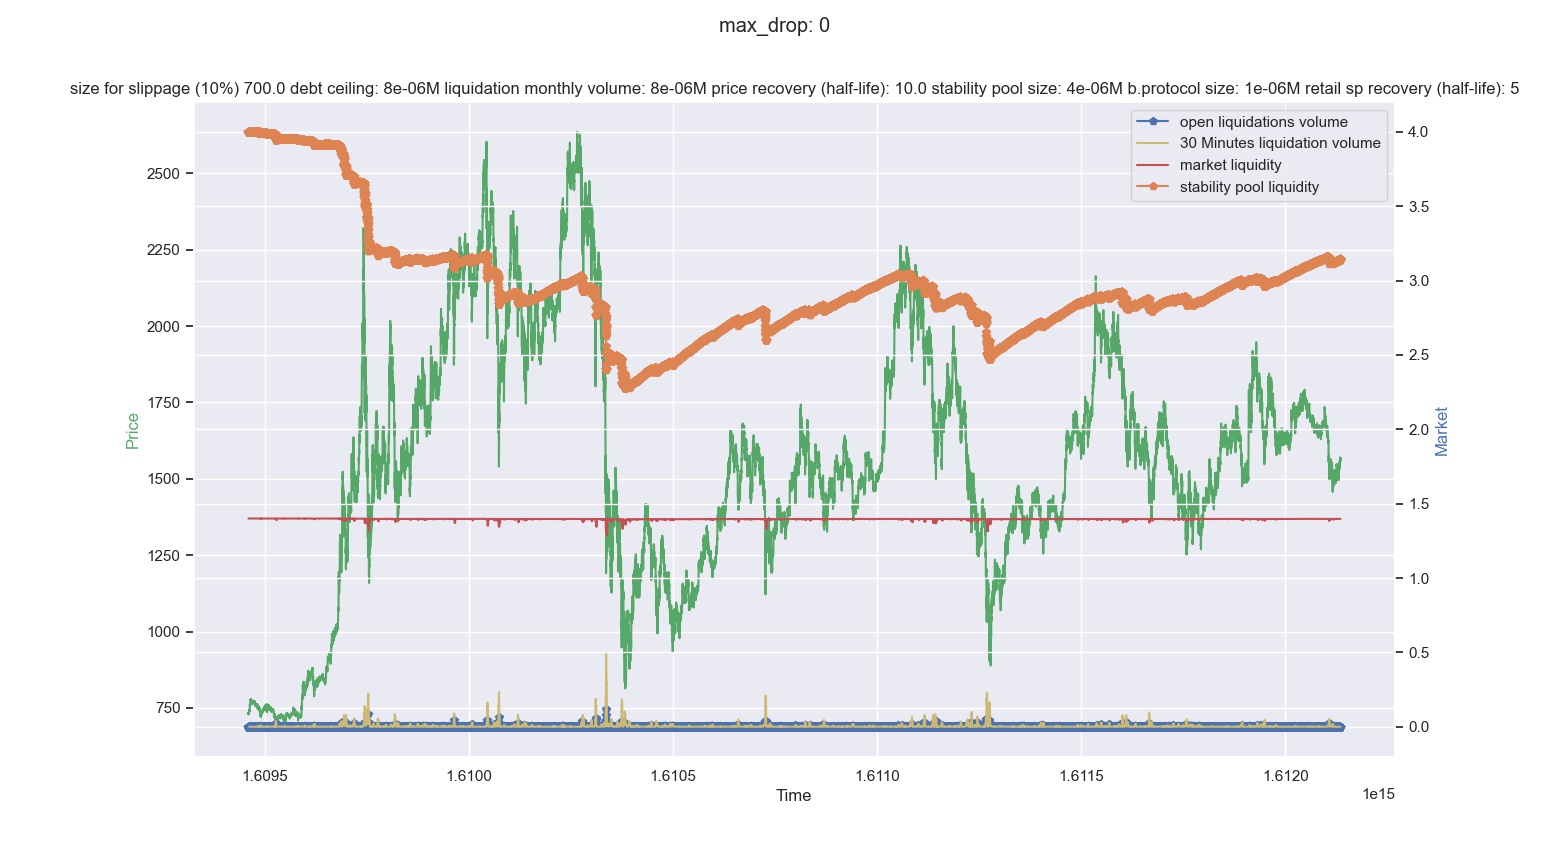 max_drop: 0
size for slippage (10%) 700.0 debt ceiling: 8e-06M liquidation monthly volume: 8e-06M price recovery (half-life): 10.0 stability pool size: 4e-06M b.protocol size: 1e-06M retail sp recovery (half-life): 5
open liquidations volume
30 Minutes liquidation volume
market liquidity
stability pool liquidity
2500
2250
2000
1750
1500
1250
1000
750
Price
4.0
3.5
3.0
2.5
2.0
1.5
1.0
0.5
0.0
Market
1.6095 1.6100 1.6105 1.6110 1.6115 1.6120
1e15
Time